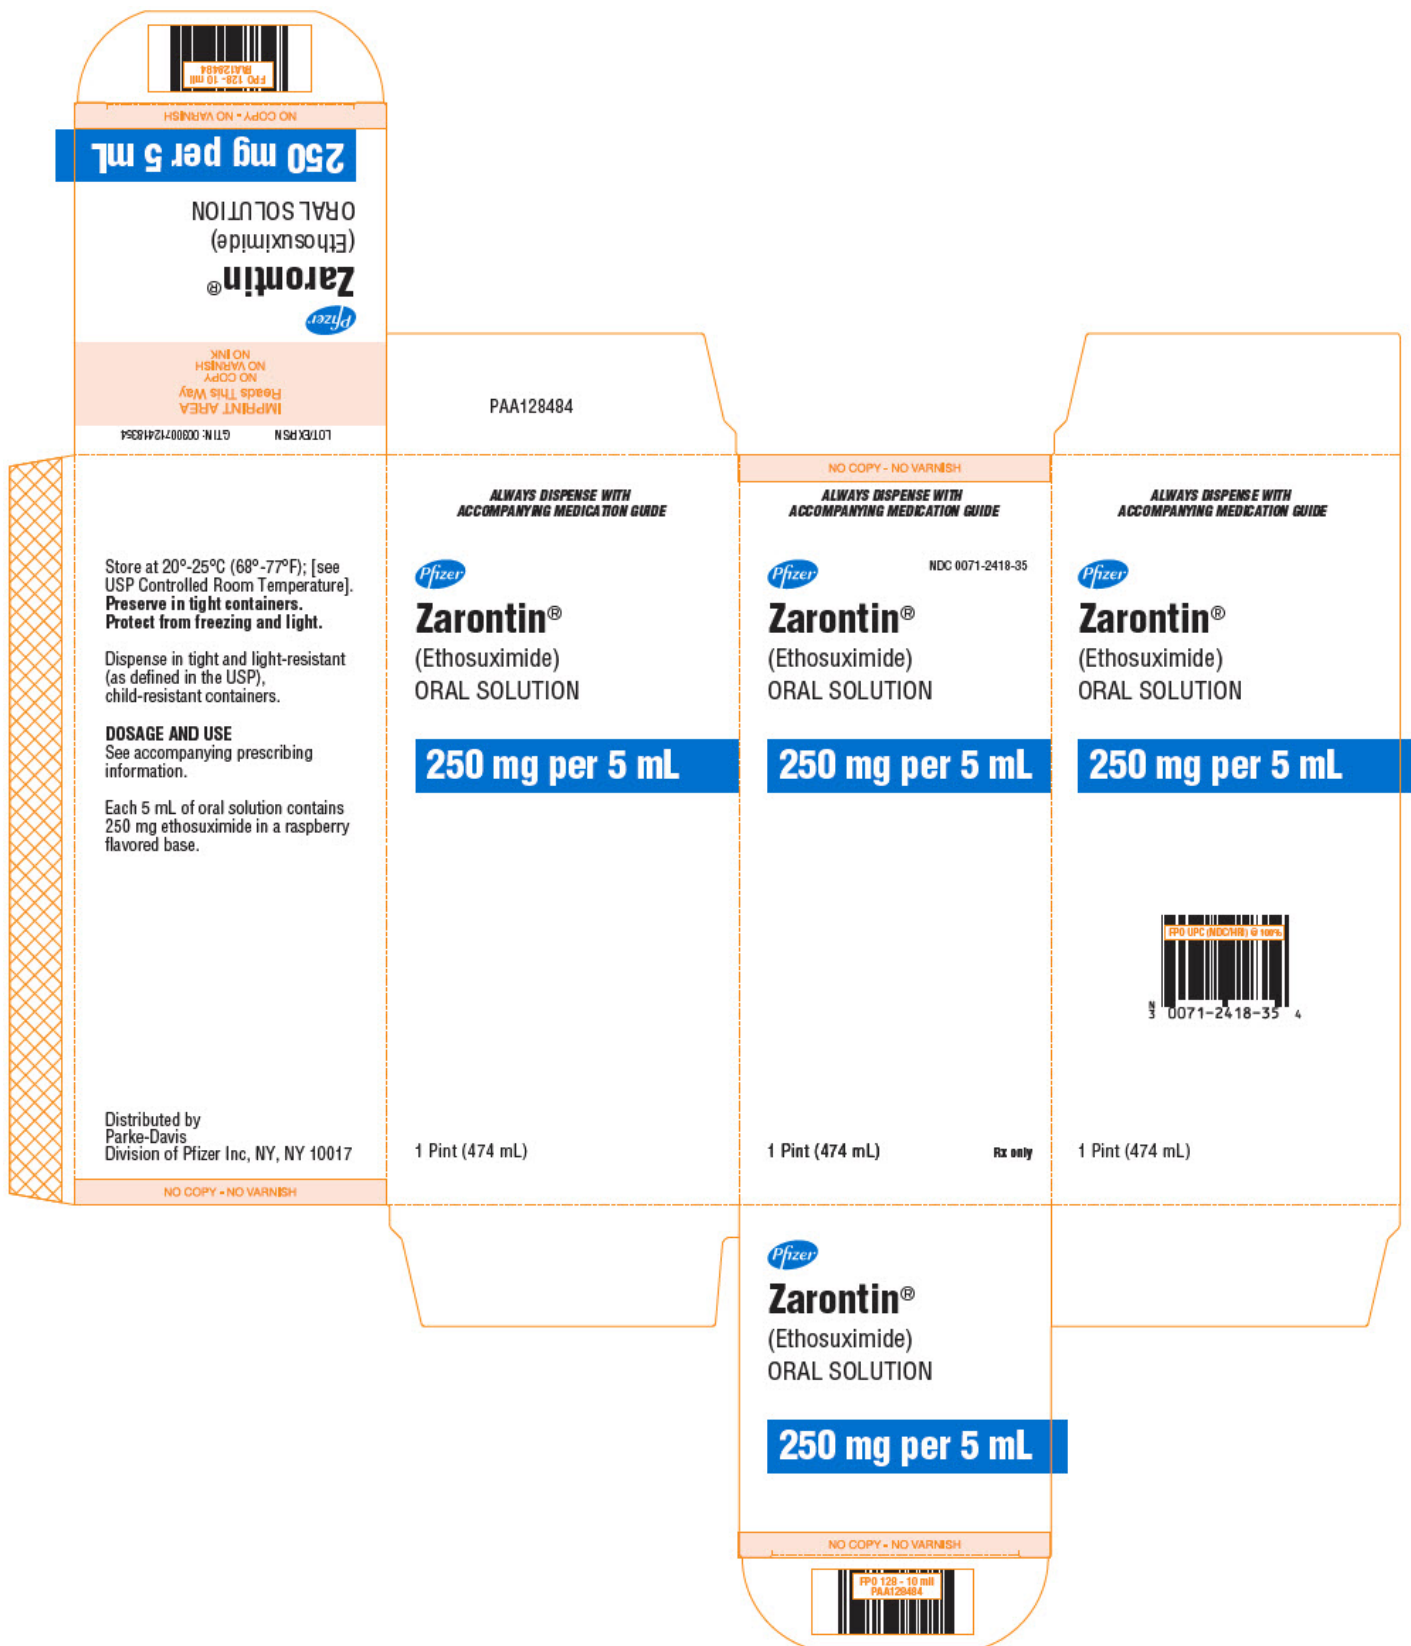 FPO 128 - 10 mil
PAA128484
NO COPY - NO VARNISH
250 mg per 5 mL
ORAL SOLUTION
(Ethosuximide)
Zarontin®
Pfizer
NO INK
NO VARNISH
NO COPY
Reads This Way
IMPRINT AREA
LOT/EXP/SN GTIN: 00300712418354
Store at 20°-25°C (68°-77°F); [see
USP Controlled Room Temperature].
Preserve in tight containers.
Protect from freezing and light.
Dispense in tight and light-resistant
(as defined in the USP),
child-resistant containers.
DOSAGE AND USE
See accompanying prescribing
information.
Each 5 mL of oral solution contains
250 mg ethosuximide in a raspberry
flavored base.
Distributed by
Parke-Davis
Division of Pfizer Inc, NY, NY 10017
NO COPY - NO VARNISH
PAA128484
ALWAYS DISPENSE WITH
ACCOMPANYING MEDICATION GUIDE
Pfizer
Zarontin®
(Ethosuximide)
ORAL SOLUTION
250 mg per 5 mL
1 Pint (474 mL)
NO COPY - NO VARNISH
ALWAYS DISPENSE WITH
ACCOMPANYING MEDICATION GUIDE
Pfizer NDC 0071-2418-35
Zarontin®
(Ethosuximide)
ORAL SOLUTION
250 mg per 5 mL
1 Pint (474 mL) Rx only
Pfizer
Zarontin®
(Ethosuximide)
ORAL SOLUTION
250 mg per 5 mL
NO COPY - NO VARNISH
FPO 128 - 10 mil
PAA128484
ALWAYS DISPENSE WITH
ACCOMPANYING MEDICATION GUIDE
Pfizer
Zarontin®
(Ethosuximide)
ORAL SOLUTION
250 mg per 5 mL
FPO UPC (NDC/HRI) @ 100%
N
3 0071-2418-35 4
1 Pint (474 mL)